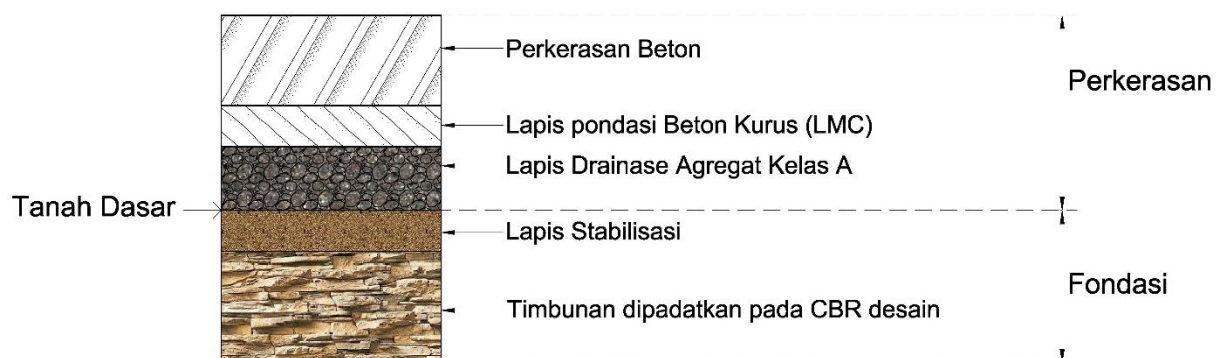 Perkerasan Beton
Perkerasan
Lapis pondasi Beton Kurus (LMC)
Lapis Drainase Agregat Kelas A
Tanah Dasar
Lapis Stabilisasi
Fondasi
Timbunan dipadatkan pada CBR desain